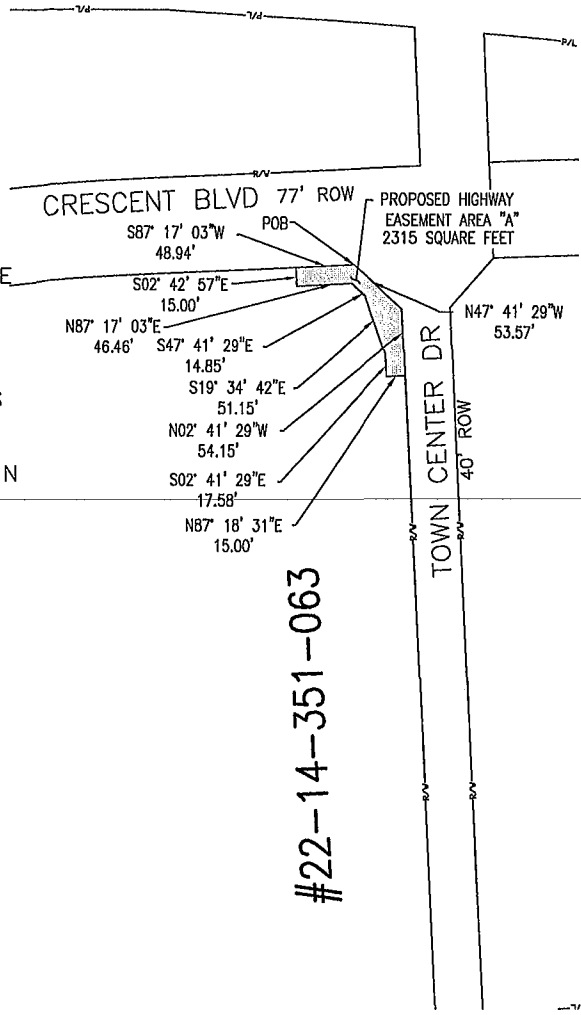 P/L
P/L
P/L
R/W
CRESCENT BLVD 77' ROW
PROPOSED HIGHWAY
EASEMENT AREA "A"
2315 SQUARE FEET
POB
S87° 17' 03"W
48.94'
E
S02° 42' 57"E
15.00'
N87° 17' 03"E
46.46'
N47° 41' 29"W
53.57'
S47° 41' 29"E
14.85'
S19° 34' 42"E
51.15'
N02° 41' 29"W
54.15'
N
S02° 41' 29"E
17.58'
N87° 18' 31"E
15.00'
TOWN CENTER DR
40' ROW
R/W
R/W
#22-14-351-063
R/W
R/W